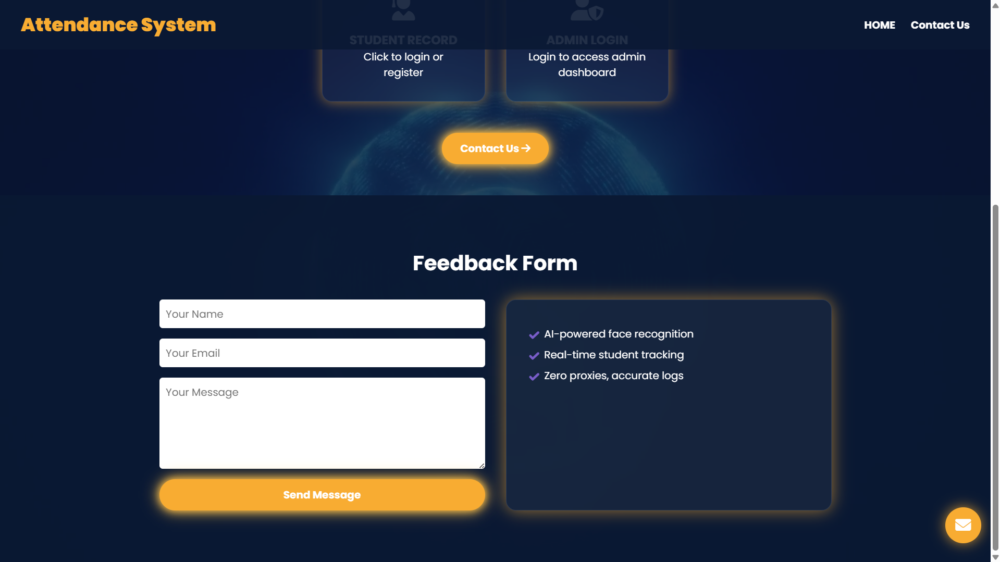 Attendance System
HOME
Contact Us
STUDENT RECORD
Click to login or
register
ADMIN LOGIN
Login to access admin
dashboard
Contact Us
Feedback Form
Your Name
Your Email
Your Message
Send Message
AI-powered face recognition
Real-time student tracking
Zero proxies, accurate logs